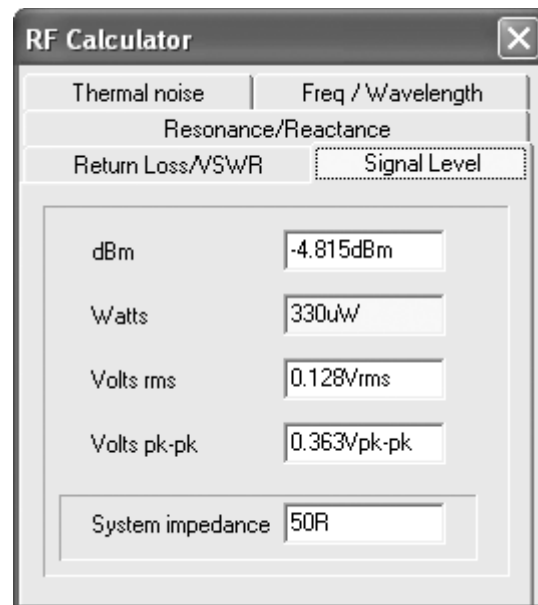 RF Calculator
Thermal noise Freq / Wavelength
Resonance/Reactance
Return Loss/VSWR Signal Level
dBm -4.815dBm
Watts 330uW
Volts rms 0.128Vrms
Volts pk-pk 0.363Vpk-pk
System impedance 50R